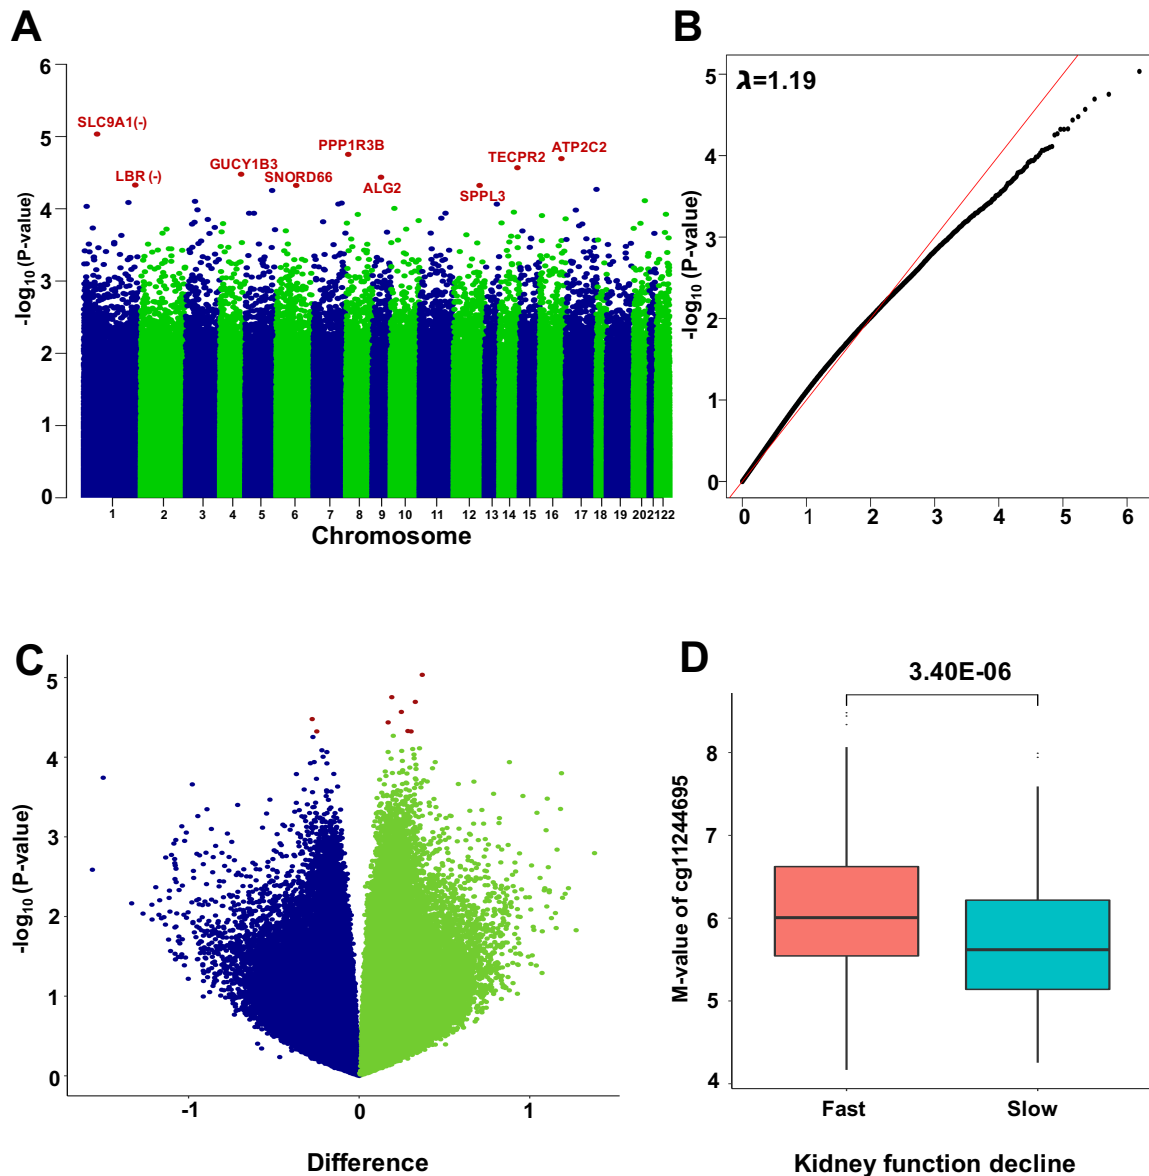 A
-log10 (P-value)
6
5
4
3
2
1
0
SLC9A1(-)
LBR (-)
GUCY1B3
SNORD66
PPP1R3B
ALG2
TECPR2
SPPL3
ATP2C2
1 2 3 4 5 6 7 8 9 10 11 12 13 14 15 16 17 18 19 20 21 22
Chromosome
B
λ=1.19
-log10 (P-value)
5
4
3
2
1
0
0 1 2 3 4 5 6
C
-log10 (P-value)
5
4
3
2
1
0
-1 0 1
Difference
D
3.40E-06
M-value of cg11244695
8
7
6
5
4
Fast Slow
Kidney function decline